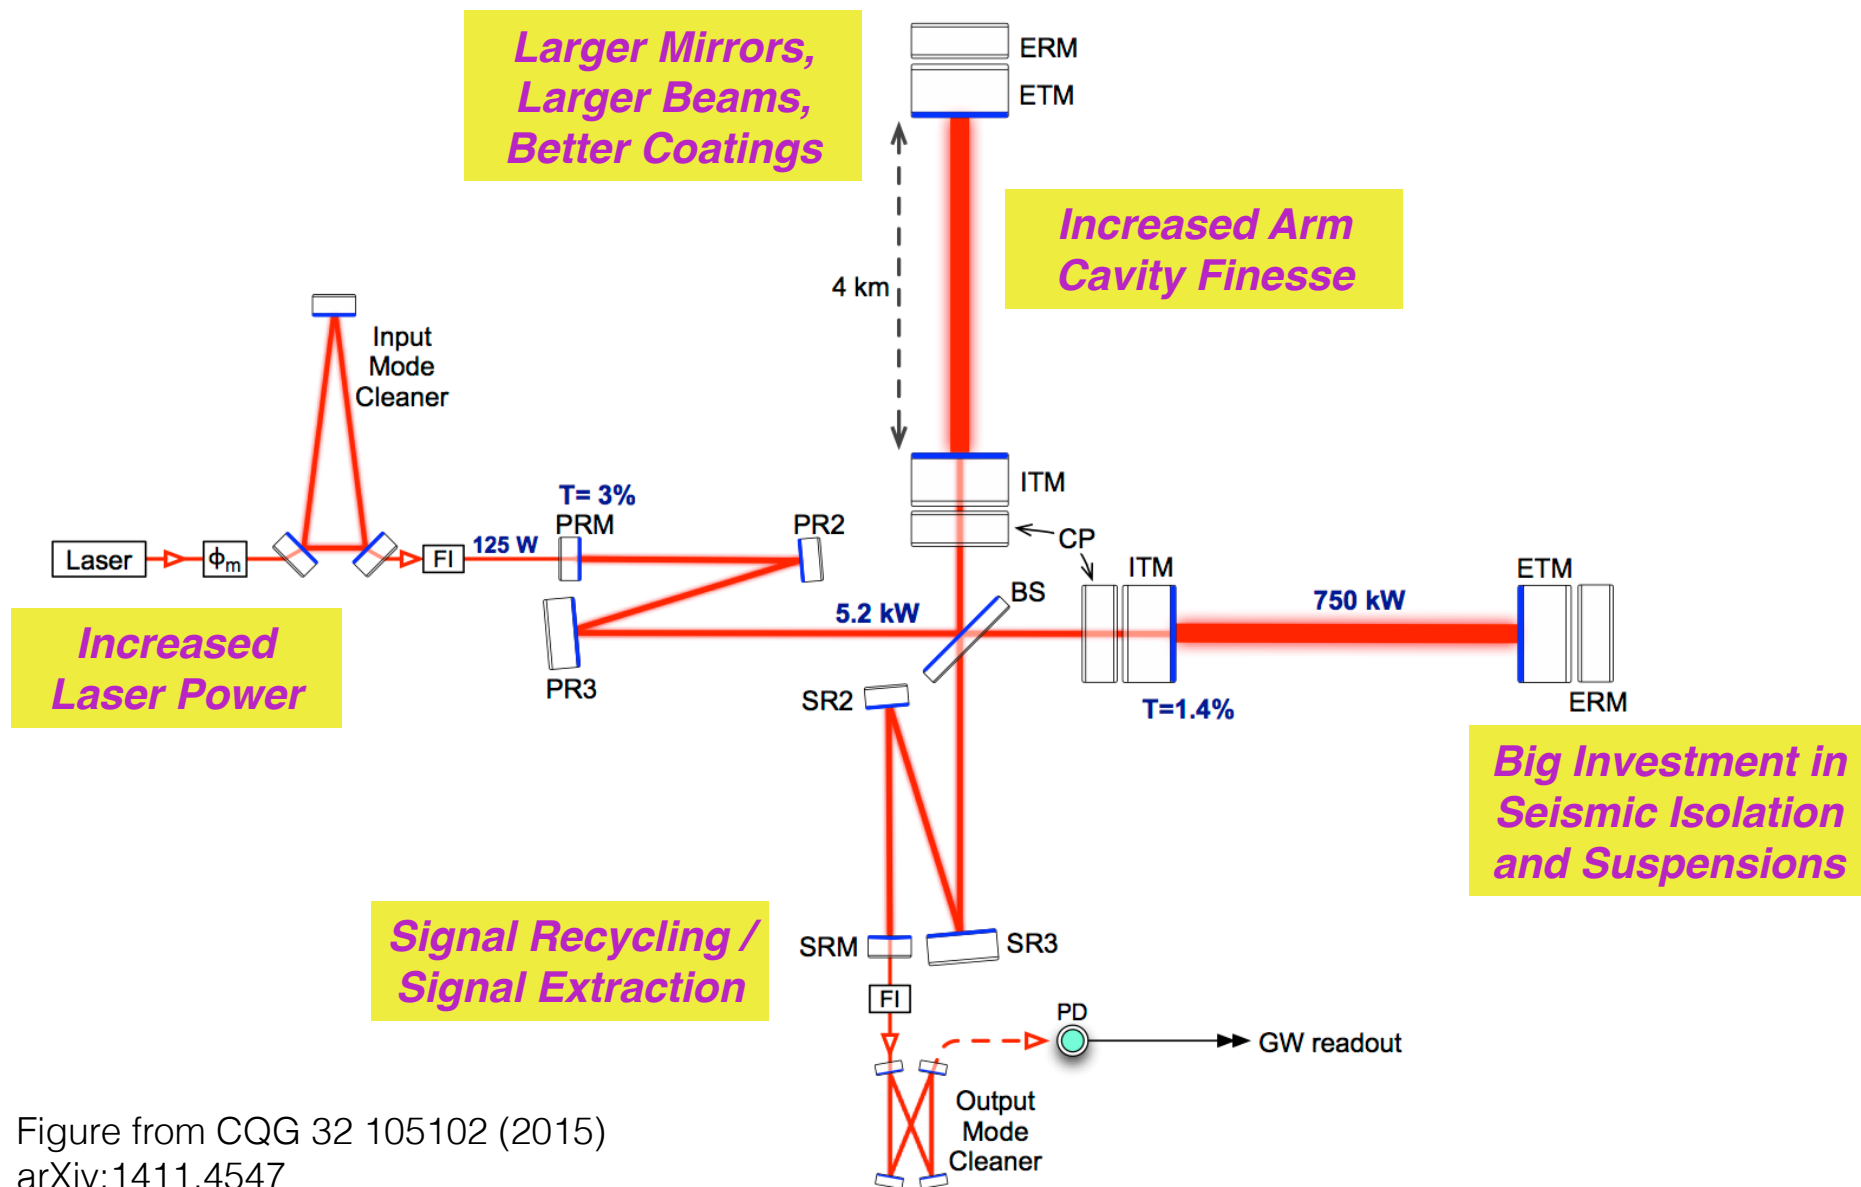 Larger Mirrors,
Larger Beams,
Better Coatings
ERM
ETM
Increased Arm
Cavity Finesse
4 km
Input
Mode
Cleaner
ITM
T= 3%
PRM
PR2
CP
Laser
ϕm
FI
125 W
ITM
ETM
BS
5.2 kW
750 kW
Increased
Laser Power
PR3
SR2
T=1.4%
ERM
Big Investment in
Seismic Isolation
and Suspensions
Signal Recycling /
Signal Extraction
SRM
SR3
FI
PD
GW readout
Output
Mode
Cleaner
Figure from CQG 32 105102 (2015)
arXiv:1411.4547